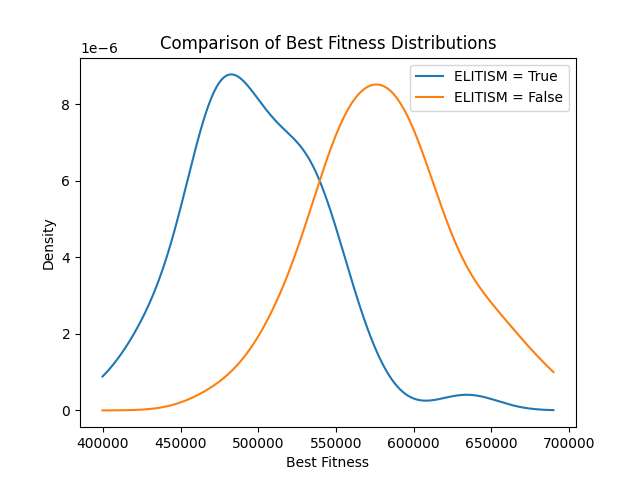 Comparison of Best Fitness Distributions
1e−6
ELITISM = True
ELITISM = False
8
6
4
2
0
Density
400000 450000 500000 550000 600000 650000 700000
Best Fitness